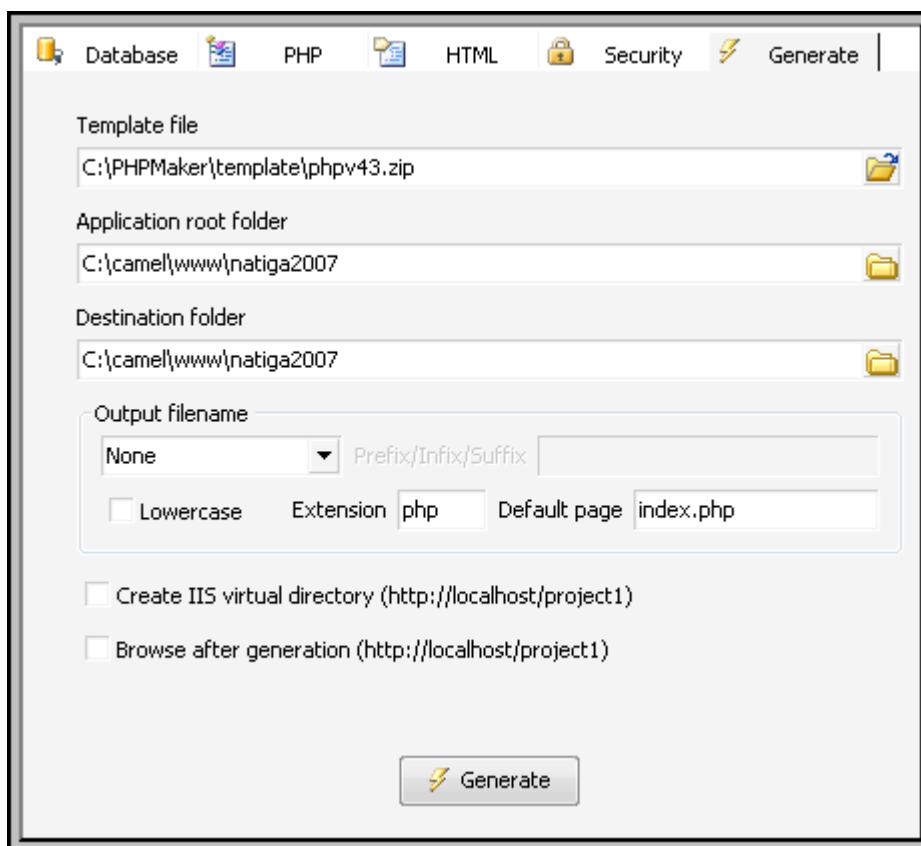 Database PHP HTML Security Generate
Template file
C:\PHPMaker\template\phpv43.zip
Application root folder
C:\camel\www\natiga2007
Destination folder
C:\camel\www\natiga2007
Output filename
None Prefix/Infix/Suffix
Lowercase Extension php Default page index.php
Create IIS virtual directory (http://localhost/project1)
Browse after generation (http://localhost/project1)
Generate